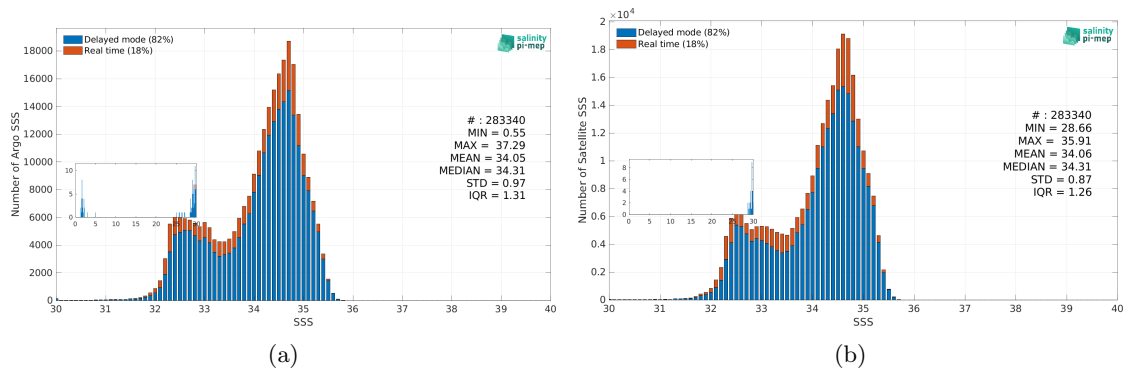 Delayed mode (82%)
Real time (18%)
salinity
pi-mep
18000
16000
14000
12000
10000
8000
6000
4000
2000
0
Number of Argo SSS
# : 283340
MIN = 0.55
MAX = 37.29
MEAN = 34.05
MEDIAN = 34.31
STD = 0.97
IQR = 1.31
10
5
0
0 5 10 15 20 25 30
30 31 32 33 34 35 36 37 38 39 40
SSS
(a)
×10⁴
Delayed mode (82%)
Real time (18%)
salinity
pi-mep
2
1.8
1.6
1.4
1.2
1
0.8
0.6
0.4
0.2
0
Number of Satellite SSS
# : 283340
MIN = 28.66
MAX = 35.91
MEAN = 34.06
MEDIAN = 34.31
STD = 0.87
IQR = 1.26
8
6
4
2
0
0 5 10 15 20 25 30
30 31 32 33 34 35 36 37 38 39 40
SSS
(b)